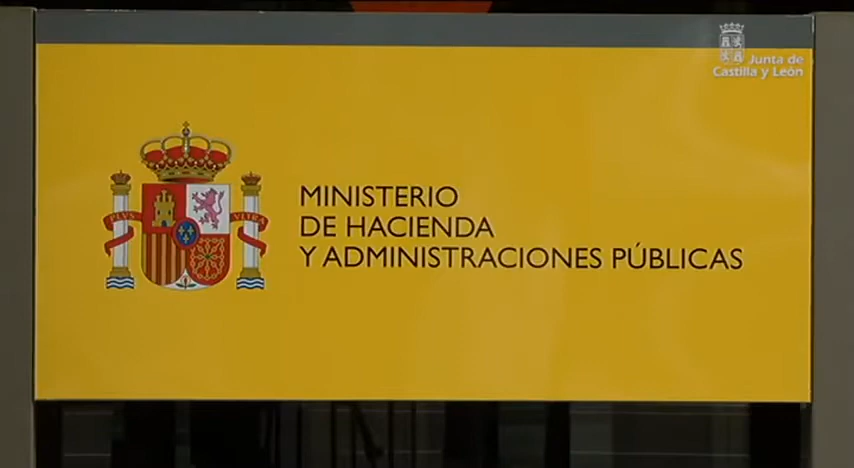 Junta de
Castilla y León
PLVS VLTRA
MINISTERIO
DE HACIENDA
Y ADMINISTRACIONES PÚBLICAS